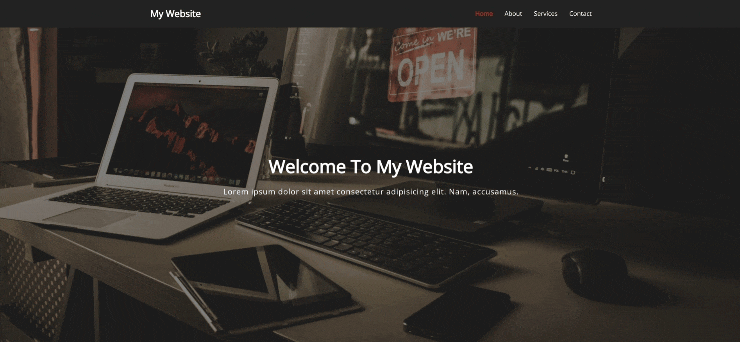 My Website
Home About Services Contact
Come in WE'RE
OPEN
Welcome To My Website
Lorem ipsum dolor sit amet consectetur adipisicing elit. Nam, accusamus.